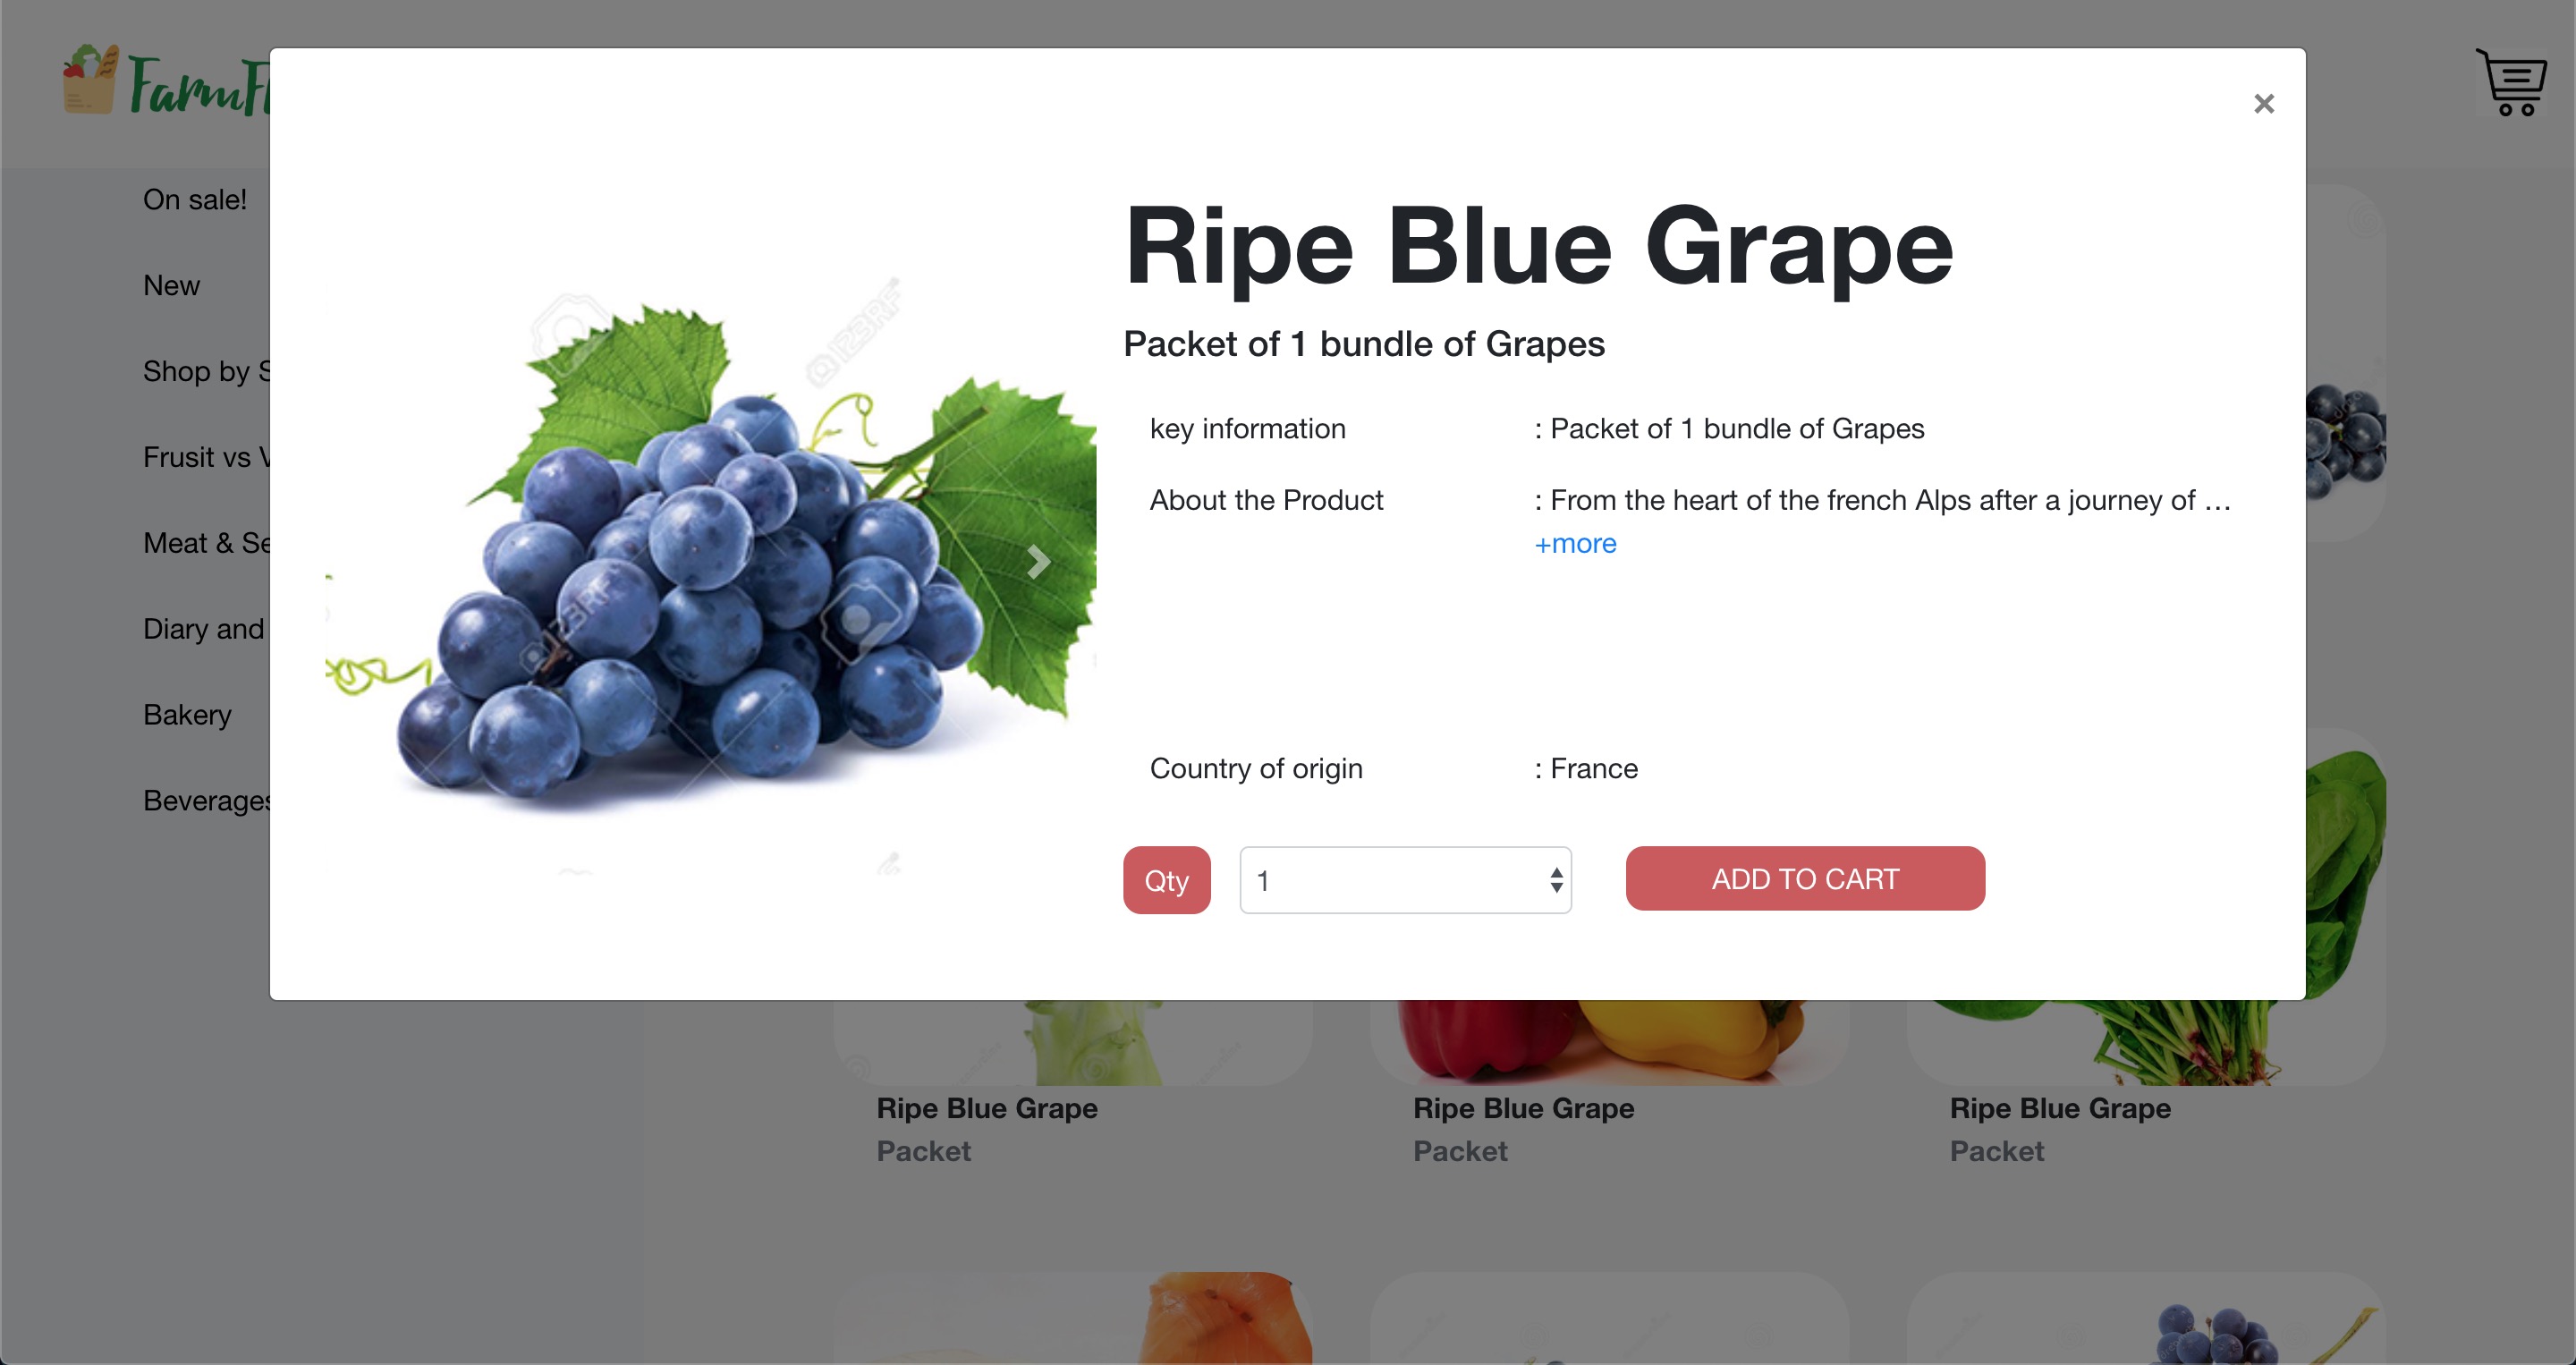 FarmF
On sale!
New
Shop by S
Frusit vs V
Meat & Se
Diary and
Bakery
Beverages
×
Ripe Blue Grape
Packet of 1 bundle of Grapes
key information : Packet of 1 bundle of Grapes
About the Product : From the heart of the french Alps after a journey of ...
+more
Country of origin : France
Qty 1 ADD TO CART
@123RF®
@123RF
Ripe Blue Grape Ripe Blue Grape Ripe Blue Grape
Packet Packet Packet